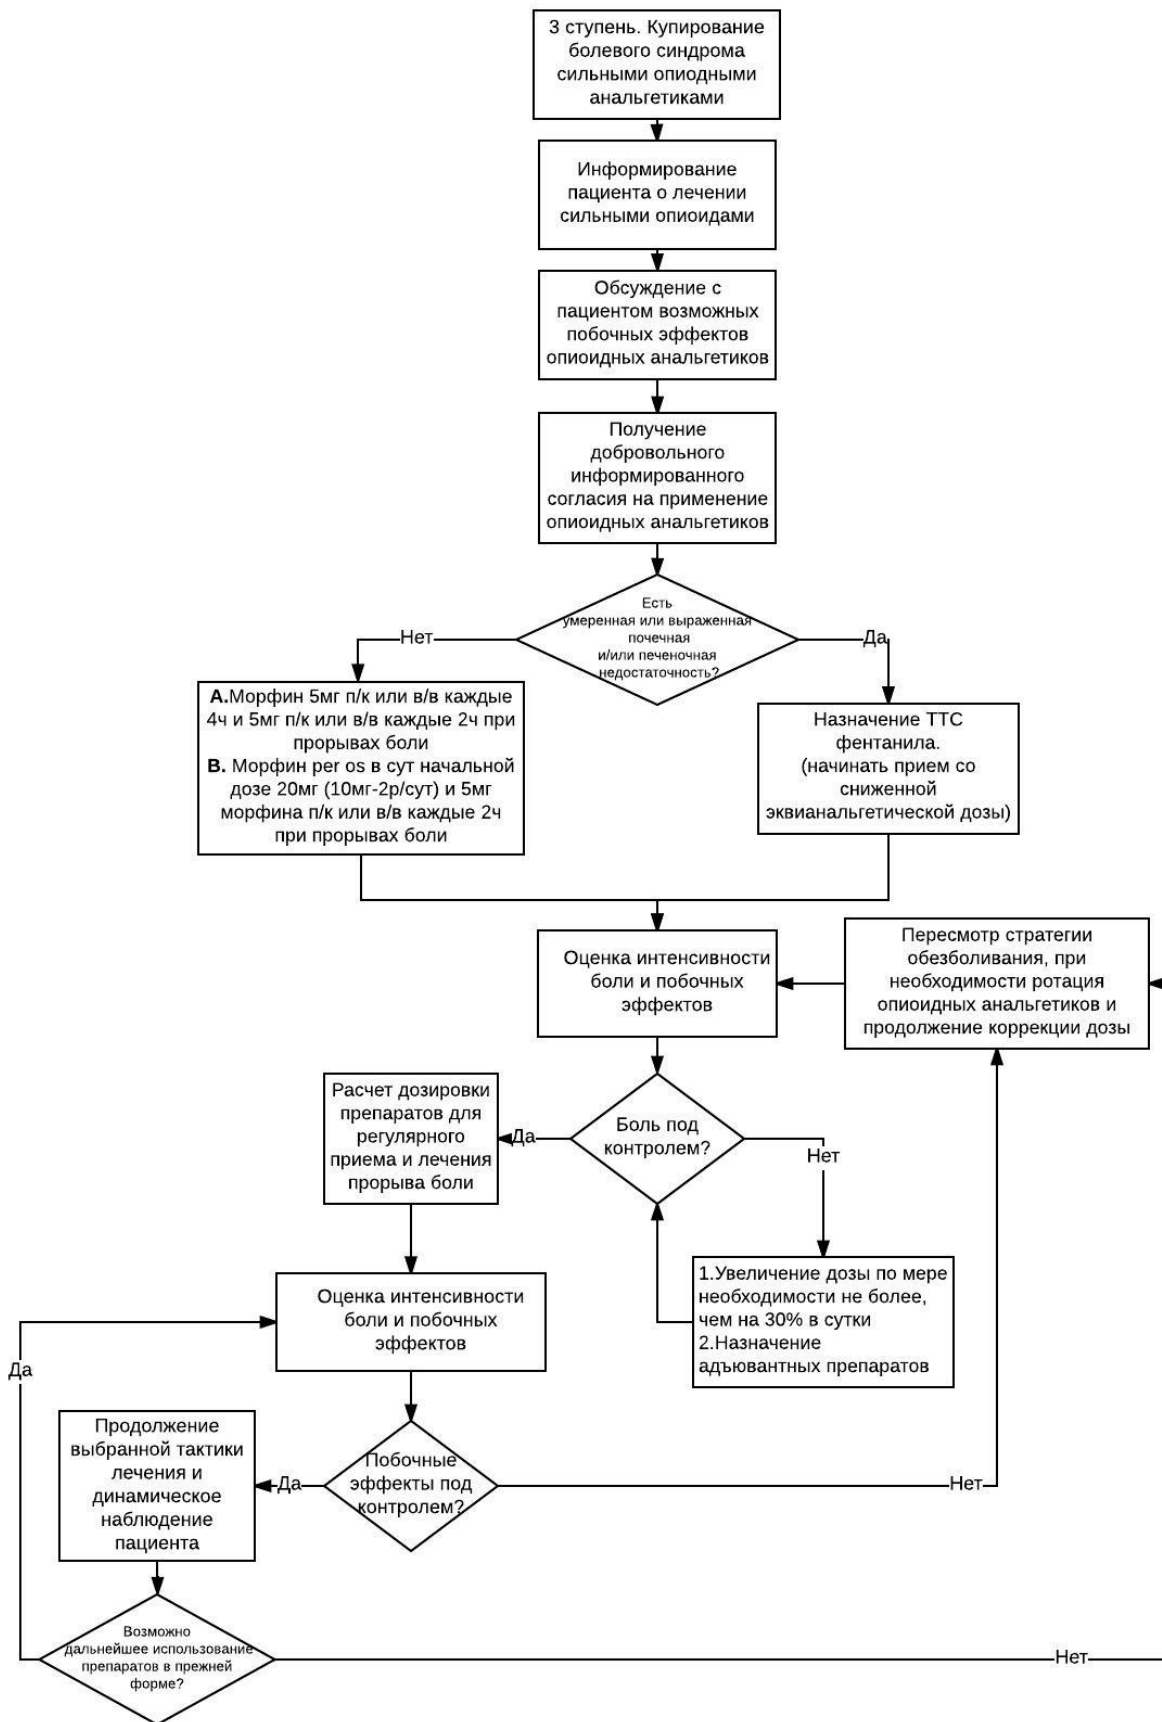 3 ступень. Купирование
болевого синдрома
сильными опиодными
анальгетиками
Информирование
пациента о лечении
сильными опиоидами
Обсуждение с
пациентом возможных
побочных эффектов
опиоидных анальгетиков
Получение
добровольного
информированного
согласия на применение
опиоидных анальгетиков
Есть
умеренная или выраженная
почечная
и/или печеночная
недостаточность?
Нет
Да
А.Морфин 5мг п/к или в/в каждые
4ч и 5мг п/к или в/в каждые 2ч при
прорывах боли
В. Морфин per os в сут начальной
дозе 20мг (10мг-2р/сут) и 5мг
морфина п/к или в/в каждые 2ч
при прорывах боли
Назначение ТТС
фентанила.
(начинать прием со
сниженной
эквианальгетической дозы)
Оценка интенсивности
боли и побочных
эффектов
Пересмотр стратегии
обезболивания, при
необходимости ротация
опиоидных анальгетиков и
продолжение коррекции дозы
Боль под
контролем?
Да
Нет
Расчет дозировки
препаратов для
регулярного
приема и лечения
прорыва боли
1.Увеличение дозы по мере
необходимости не более,
чем на 30% в сутки
2.Назначение
адъювантных препаратов
Оценка интенсивности
боли и побочных
эффектов
Да
Побочные
эффекты под
контролем?
Да
Нет
Продолжение
выбранной тактики
лечения и
динамическое
наблюдение
пациента
Возможно
дальнейшее использование
препаратов в прежней
форме?
Нет